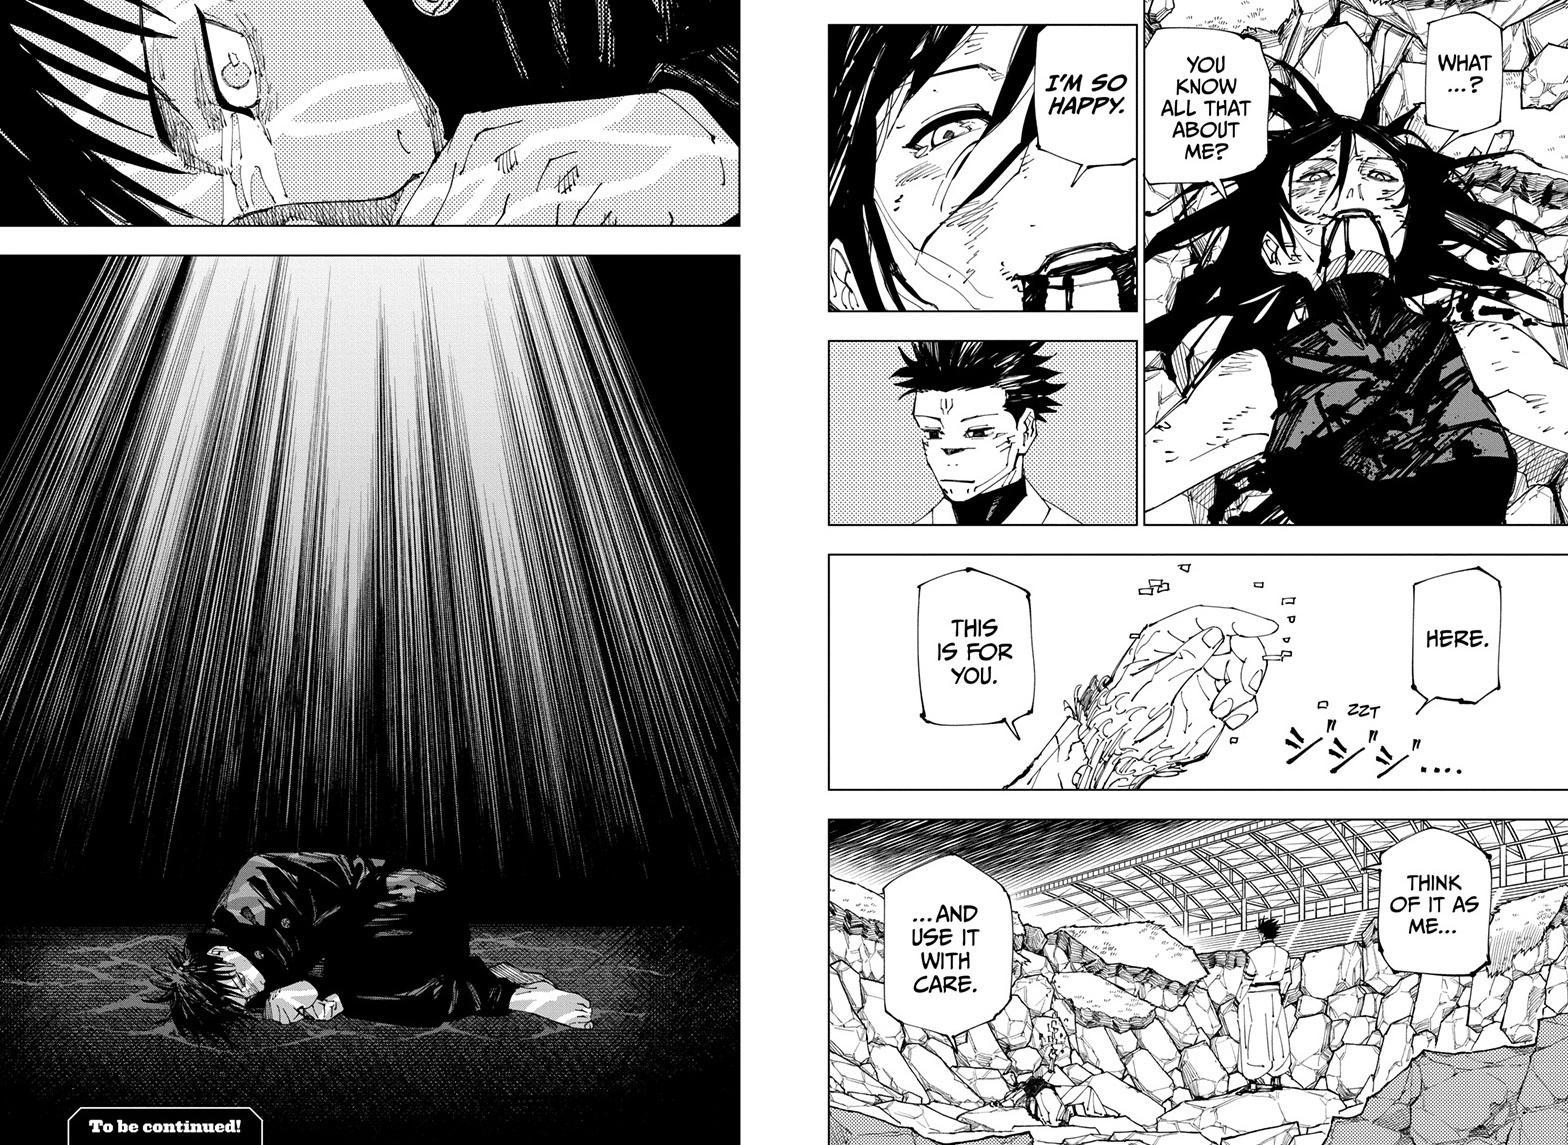 WHAT
...?
YOU
KNOW
ALL THAT
ABOUT
ME?
I'M SO
HAPPY.
HERE.
ZZT
THIS
IS FOR
YOU.
THINK
OF IT AS
ME...
...AND
USE IT
WITH
CARE.
To be continued!